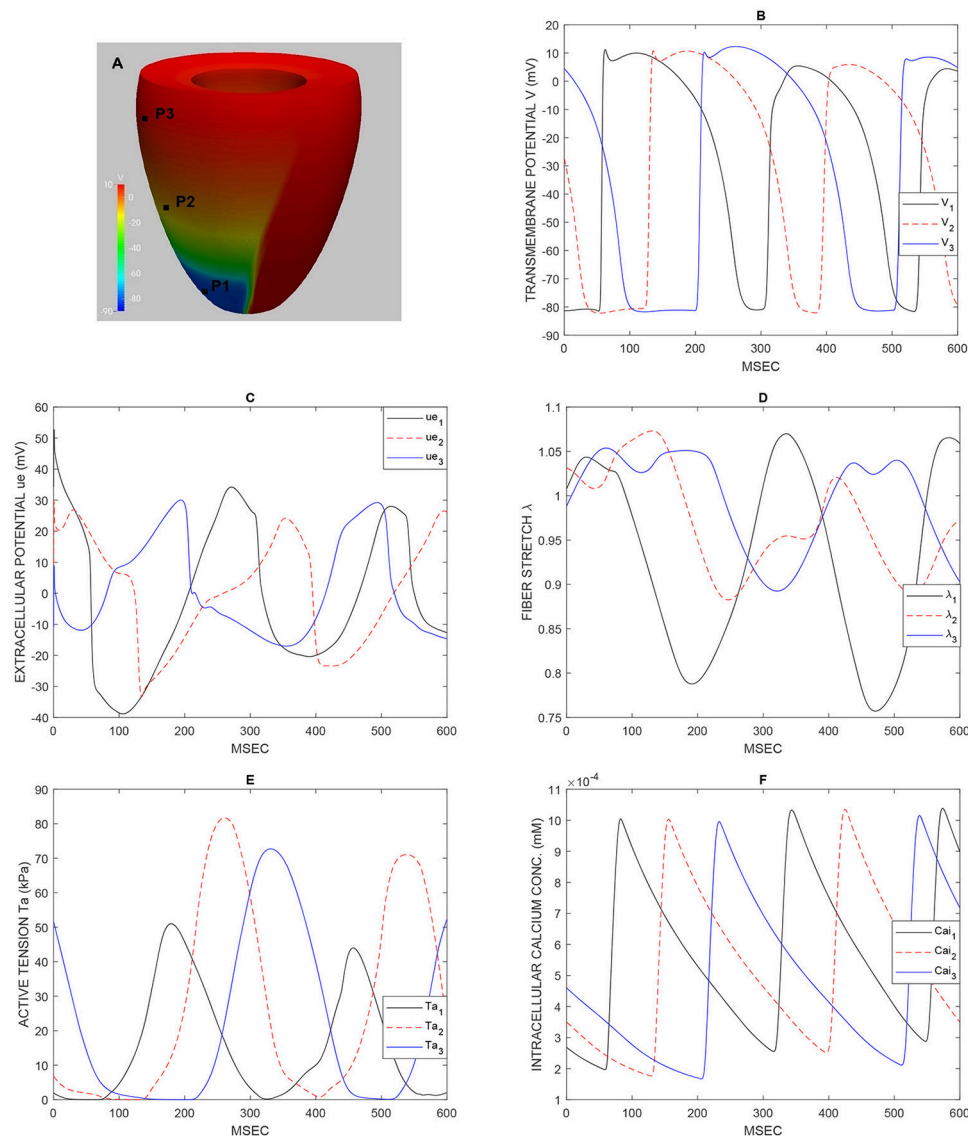 A
P3
P2
P1
V
10
0
-20
-40
-60
-80
-90
B
TRANSMEMBRANE POTENTIAL V (mV)
20
10
0
-10
-20
-30
-40
-50
-60
-70
-80
-90
V1
V2
V3
0 100 200 300 400 500 600
MSEC
C
EXTRACELLULAR POTENTIAL ue (mV)
60
50
40
30
20
10
0
-10
-20
-30
-40
ue1
ue2
ue3
0 100 200 300 400 500 600
MSEC
D
FIBER STRETCH λ
1.1
1.05
1
0.95
0.9
0.85
0.8
0.75
λ1
λ2
λ3
0 100 200 300 400 500 600
MSEC
E
ACTIVE TENSION Ta (kPa)
90
80
70
60
50
40
30
20
10
0
Ta1
Ta2
Ta3
0 100 200 300 400 500 600
MSEC
F
INTRACELLULAR CALCIUM CONC. (mM)
×10-4
11
10
9
8
7
6
5
4
3
2
1
Cai1
Cai2
Cai3
0 100 200 300 400 500 600
MSEC